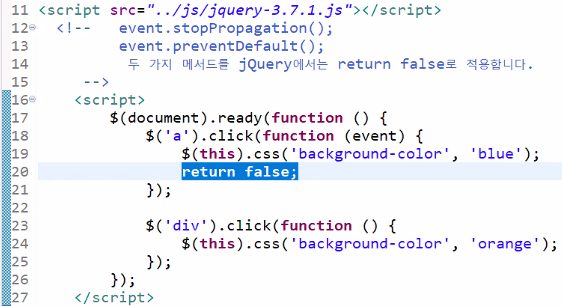 11 <script src="../js/jquery-3.7.1.js"></script>
12 <!--   event.stopPropagation();
13         event.preventDefault();
14          두 가지 메서드를 jQuery에서는 return false로 적용합니다.
15     -->
16    <script>
17        $(document).ready(function () {
18            $('a').click(function (event) {
19                $(this).css('background-color', 'blue');
20                return false;
21            });
22
23            $('div').click(function () {
24                $(this).css('background-color', 'orange');
25            });
26        });
27    </script>